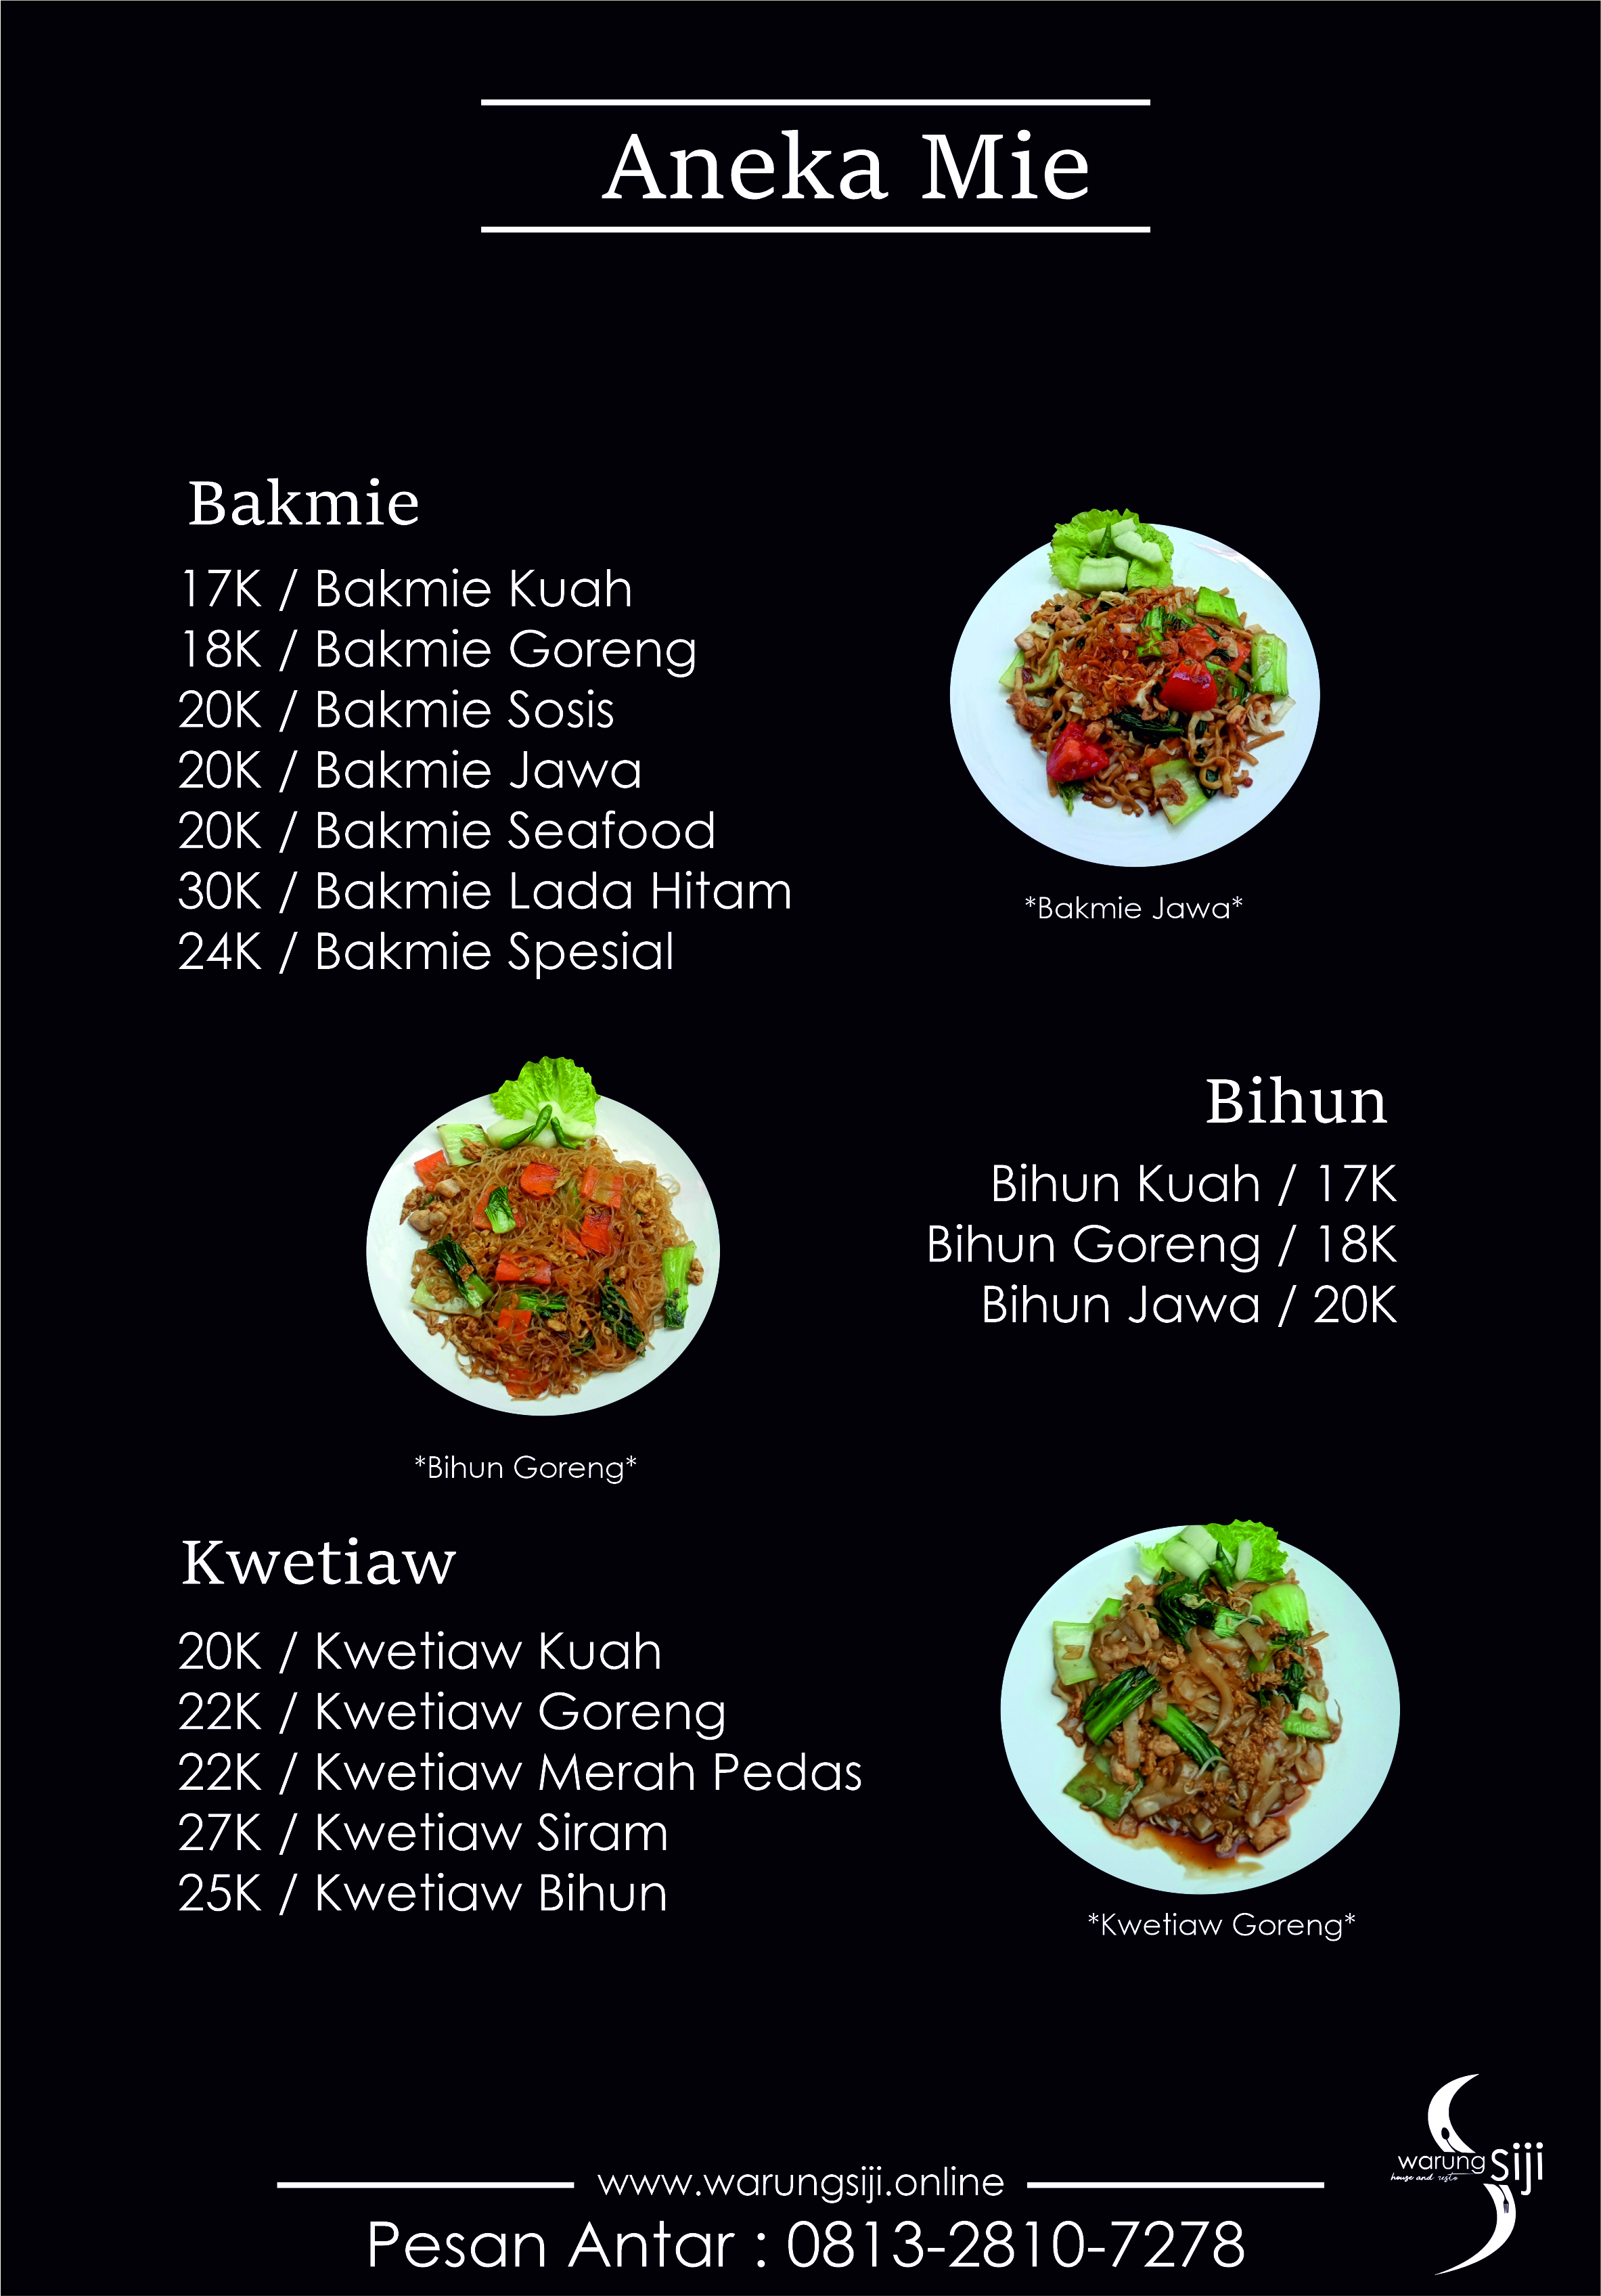 Aneka Mie
Bakmie
17K / Bakmie Kuah
18K / Bakmie Goreng
20K / Bakmie Sosis
20K / Bakmie Jawa
20K / Bakmie Seafood
30K / Bakmie Lada Hitam
24K / Bakmie Spesial
*Bakmie Jawa*
Bihun
Bihun Kuah / 17K
Bihun Goreng / 18K
Bihun Jawa / 20K
*Bihun Goreng*
Kwetiaw
20K / Kwetiaw Kuah
22K / Kwetiaw Goreng
22K / Kwetiaw Merah Pedas
27K / Kwetiaw Siram
25K / Kwetiaw Bihun
*Kwetiaw Goreng*
www.warungsiji.online
Pesan Antar : 0813-2810-7278
warung Siji
house and resto